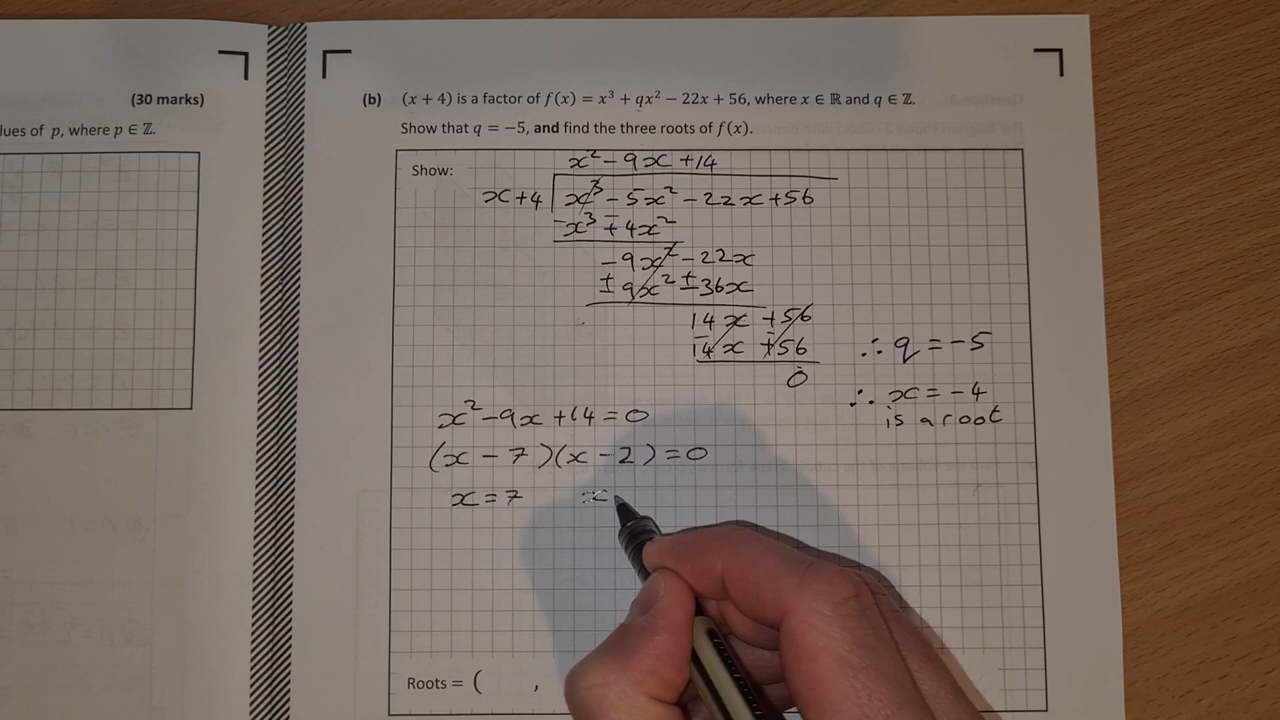 (30 marks)
lues of p, where p ∈ ℤ.
(b) (x + 4) is a factor of f(x) = x³ + qx² − 22x + 56, where x ∈ ℝ and q ∈ ℤ.
Show that q = −5, and find the three roots of f(x).
Show:
x² − 9x + 14
x + 4 | x³ − 5x² − 22x + 56
−x³ + 4x²
−9x² − 22x
± 9x² ± 36x
14x + 56
14x + 56
0
∴ q = −5
∴ x = −4
is a root
x² − 9x + 14 = 0
(x − 7)(x − 2) = 0
x = 7 x
Roots = ( ,